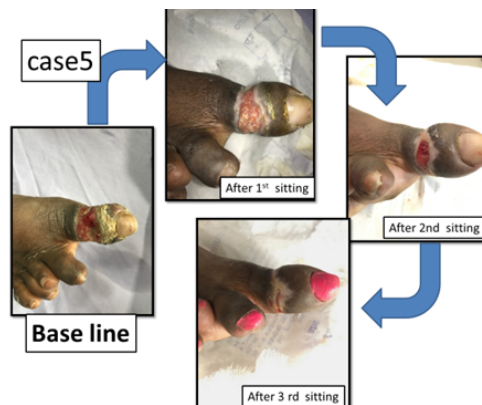 case5
Base line
After 1st sitting
After 2nd sitting
After 3 rd sitting